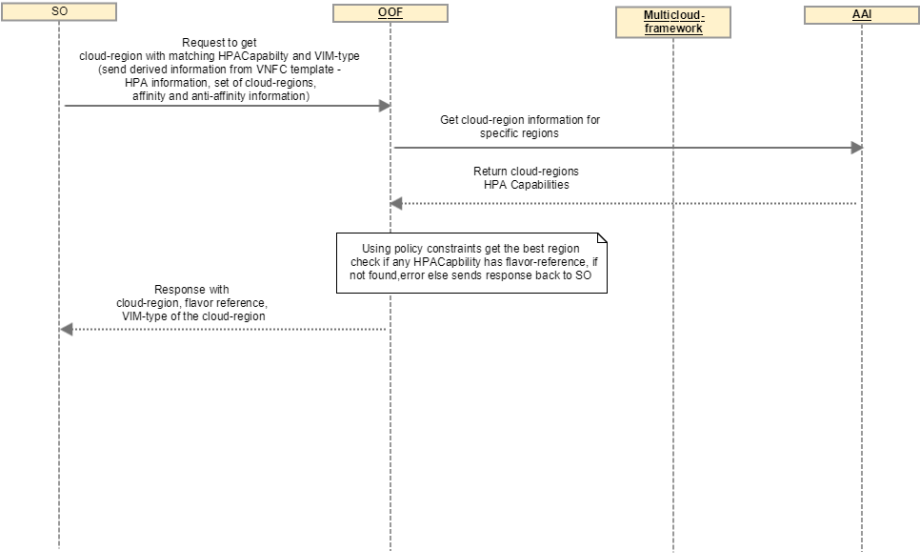 SO
OOF
Multicloud-
framework
AAI
Request to get
cloud-region with matching HPACapabilty and VIM-type
(send derived information from VNFC template -
HPA information, set of cloud-regions,
affinity and anti-affinity information)
Get cloud-region information for
specific regions
Return cloud-regions
HPA Capabilities
Using policy constraints get the best region
check if any HPACapbility has flavor-reference, if
not found,error else sends response back to SO
Response with
cloud-region, flavor reference,
VIM-type of the cloud-region